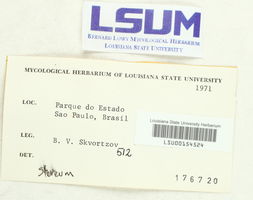 LSUM
Bernard Lowy Mycological Herbarium
Louisiana State University
MYCOLOGICAL HERBARIUM OF LOUISIANA STATE UNIVERSITY
1971
LOC. Parque do Estado
Sao Paulo, Brasil
Louisiana State University Herbarium
LSU00154324
LEG. B. V. Skvortzov 512
DET.
176720